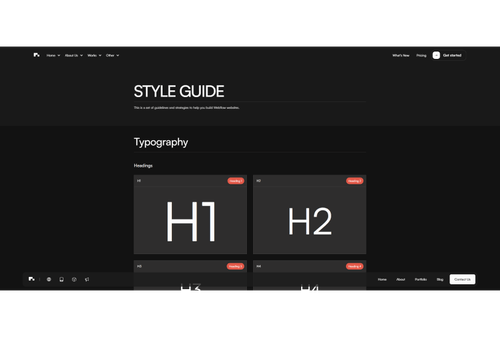 Home About Us Works Other What's New Pricing Get started
STYLE GUIDE
This is a set of guidelines and strategies to help you build Webflow websites.
Typography
Headings
H1 Heading 1
H1
H2 Heading 2
H2
H3 Heading 3
H3
H4 Heading 4
H4
Home About Portfolio Blog Contact Us